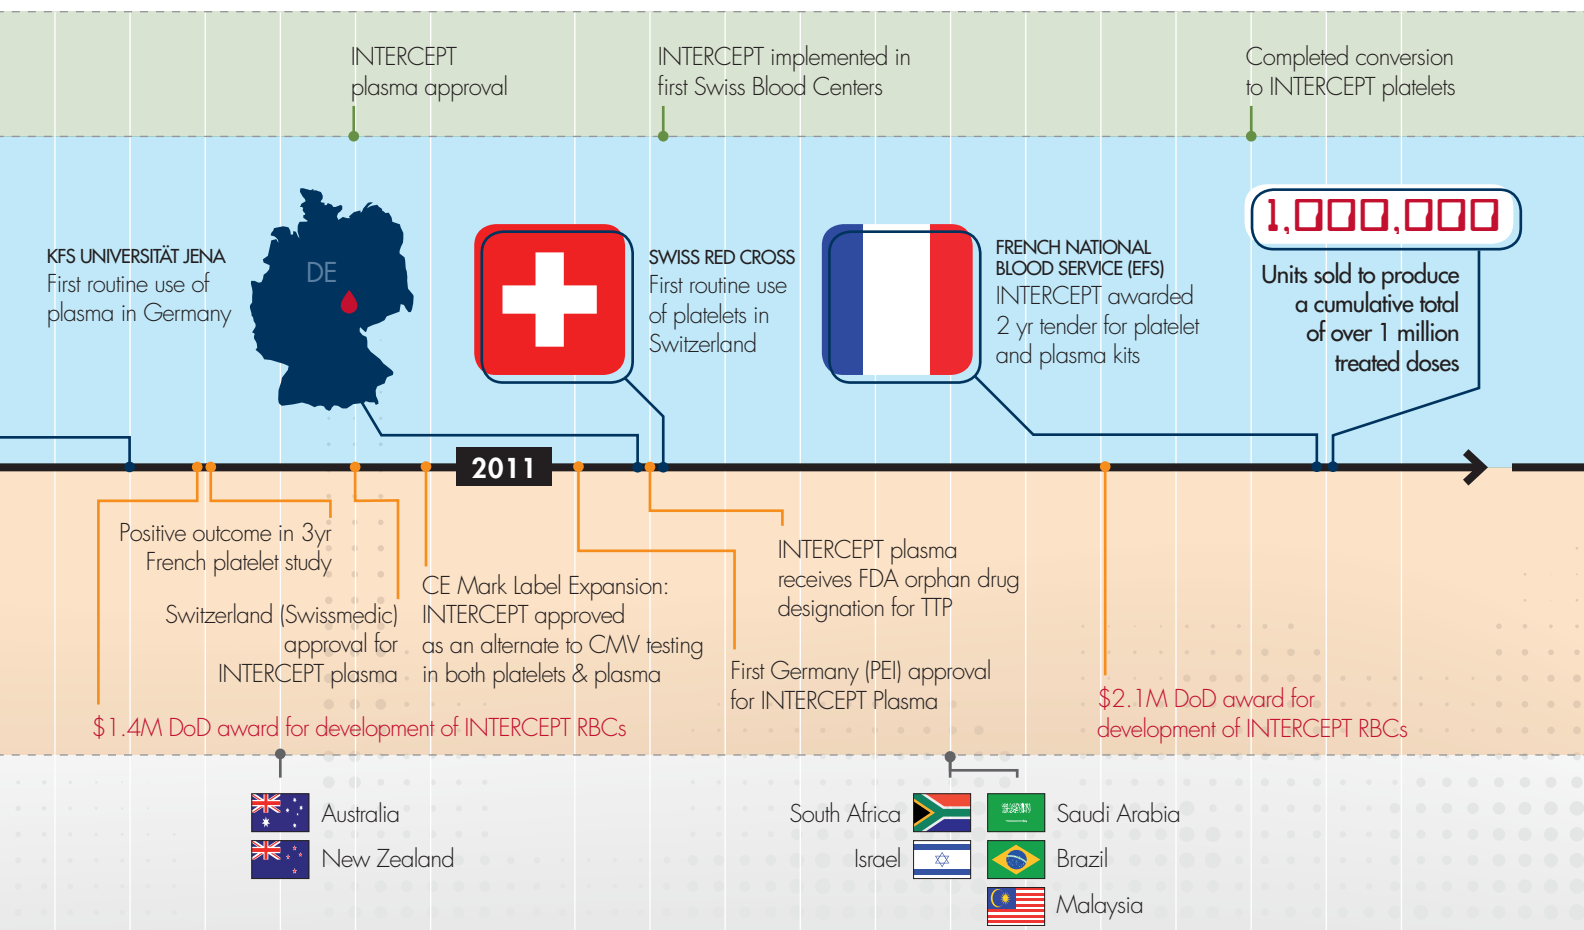 INTERCEPT
plasma approval
INTERCEPT implemented in
first Swiss Blood Centers
Completed conversion
to INTERCEPT platelets
KFS UNIVERSITÄT JENA
First routine use of
plasma in Germany
DE
SWISS RED CROSS
First routine use
of platelets in
Switzerland
FRENCH NATIONAL
BLOOD SERVICE (EFS)
INTERCEPT awarded
2 yr tender for platelet
and plasma kits
1,000,000
Units sold to produce
a cumulative total
of over 1 million
treated doses
2011
Positive outcome in 3yr
French platelet study
Switzerland (Swissmedic)
approval for
INTERCEPT plasma
$1.4M DoD award for development of INTERCEPT RBCs
CE Mark Label Expansion:
INTERCEPT approved
as an alternate to CMV testing
in both platelets & plasma
INTERCEPT plasma
receives FDA orphan drug
designation for TTP
First Germany (PEI) approval
for INTERCEPT Plasma
$2.1M DoD award for
development of INTERCEPT RBCs
Australia
New Zealand
South Africa
Israel
Saudi Arabia
Brazil
Malaysia